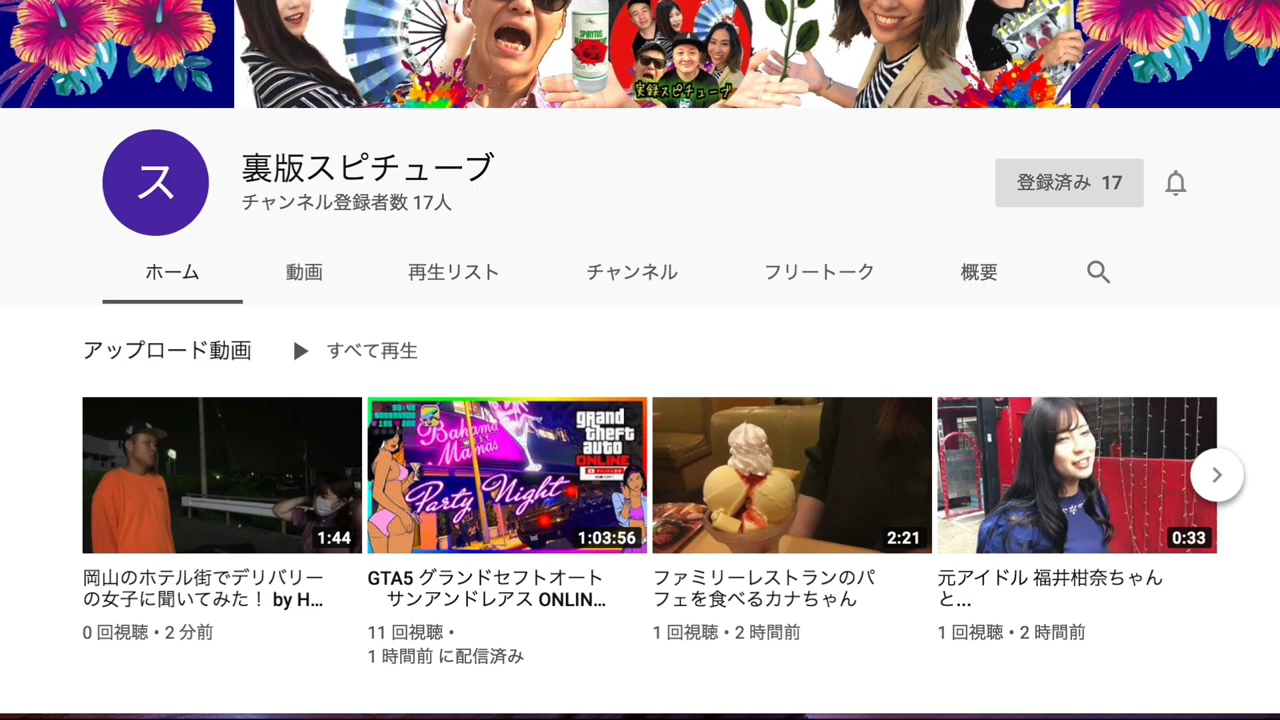 SPIRYTUS
実録スピチューブ
ス
裏版スピチューブ
チャンネル登録者数 17人
登録済み 17
ホーム
動画
再生リスト
チャンネル
フリートーク
概要
アップロード動画
すべて再生
1:44
Bahama
Mamas
Party Night
grand
theft
auto
ONLINE
1:03:56
2:21
0:33
岡山のホテル街でデリバリー
の女子に聞いてみた！ by H...
0 回視聴・2 分前
GTA5 グランドセフトオート
サンアンドレアス ONLIN...
11 回視聴・
1 時間前 に配信済み
ファミリーレストランのパ
フェを食べるカナちゃん
1 回視聴・2 時間前
元アイドル 福井柑奈ちゃん
と...
1 回視聴・2 時間前